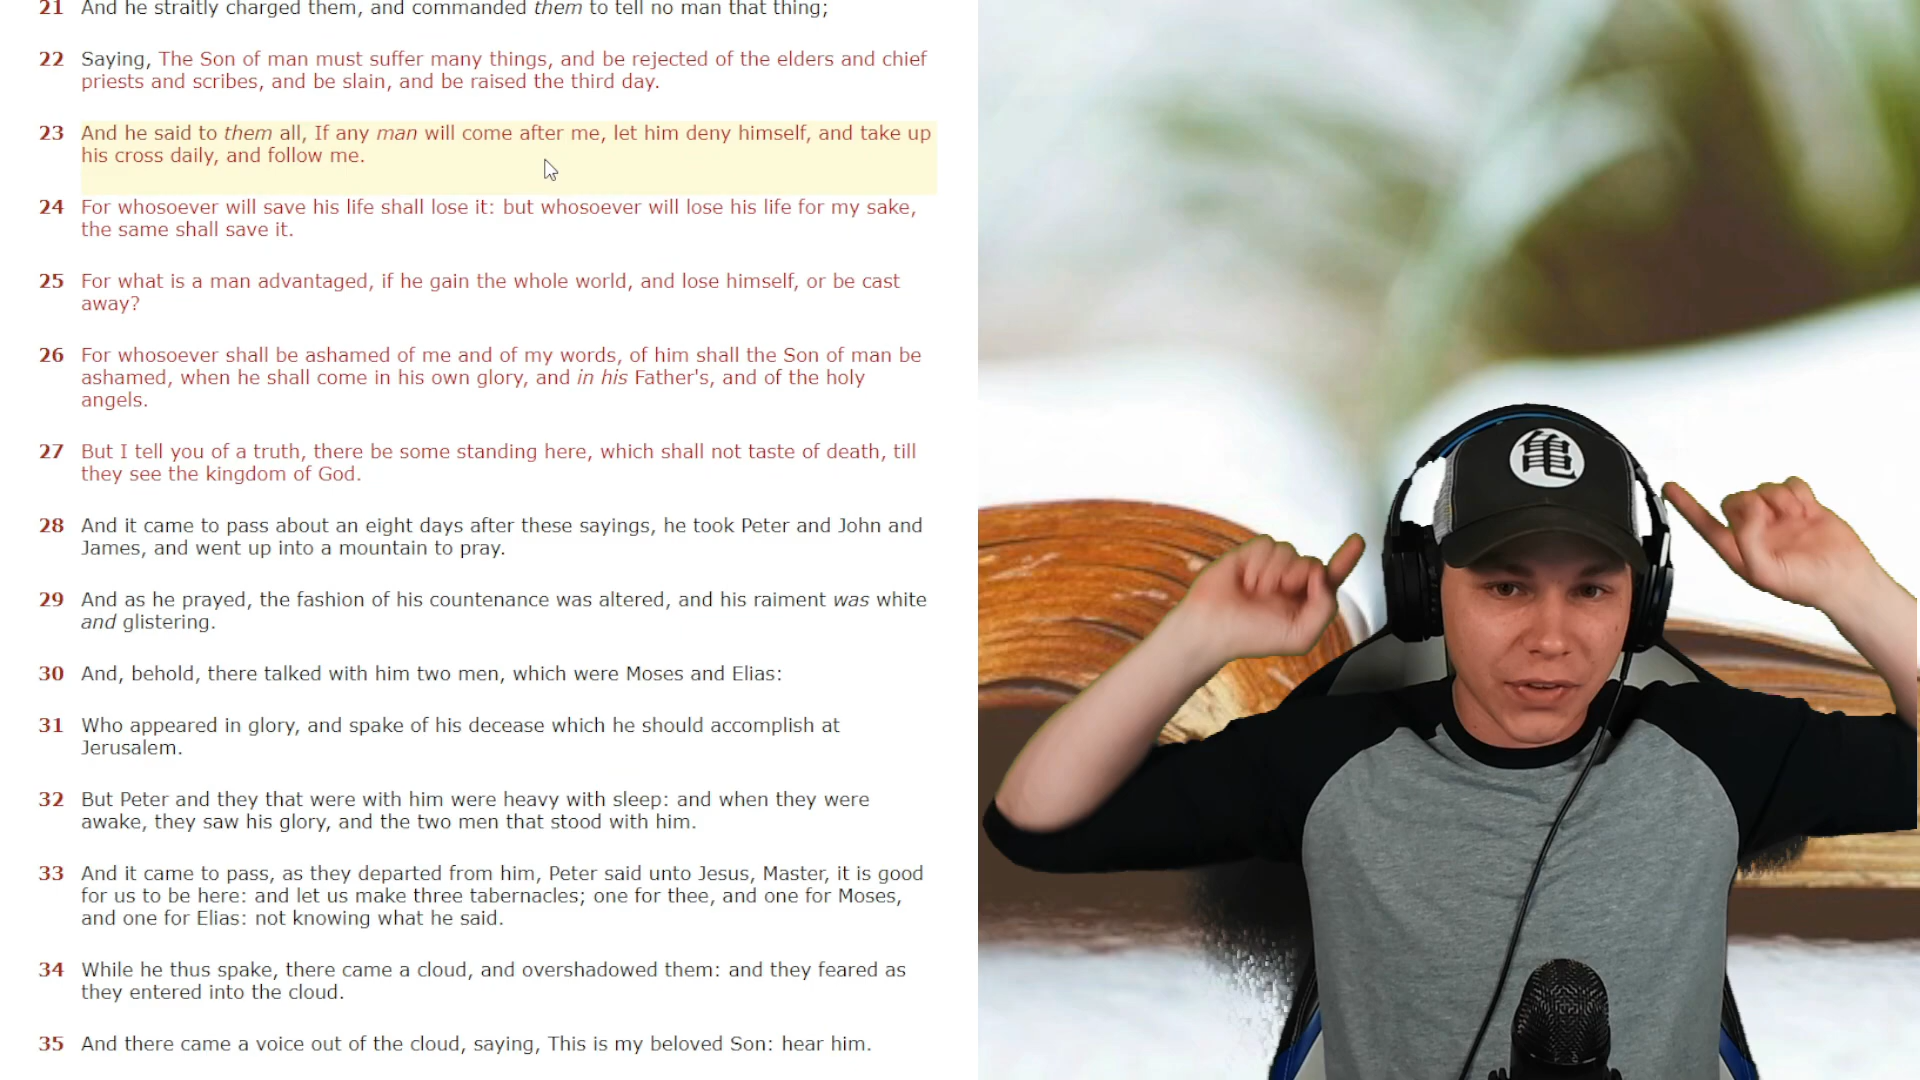 21 And he straitly charged them, and commanded them to tell no man that thing;
22 Saying, The Son of man must suffer many things, and be rejected of the elders and chief
priests and scribes, and be slain, and be raised the third day.
23 And he said to them all, If any man will come after me, let him deny himself, and take up
his cross daily, and follow me.
24 For whosoever will save his life shall lose it: but whosoever will lose his life for my sake,
the same shall save it.
25 For what is a man advantaged, if he gain the whole world, and lose himself, or be cast
away?
26 For whosoever shall be ashamed of me and of my words, of him shall the Son of man be
ashamed, when he shall come in his own glory, and in his Father's, and of the holy
angels.
27 But I tell you of a truth, there be some standing here, which shall not taste of death, till
they see the kingdom of God.
28 And it came to pass about an eight days after these sayings, he took Peter and John and
James, and went up into a mountain to pray.
29 And as he prayed, the fashion of his countenance was altered, and his raiment was white
and glistering.
30 And, behold, there talked with him two men, which were Moses and Elias:
31 Who appeared in glory, and spake of his decease which he should accomplish at
Jerusalem.
32 But Peter and they that were with him were heavy with sleep: and when they were
awake, they saw his glory, and the two men that stood with him.
33 And it came to pass, as they departed from him, Peter said unto Jesus, Master, it is good
for us to be here: and let us make three tabernacles; one for thee, and one for Moses,
and one for Elias: not knowing what he said.
34 While he thus spake, there came a cloud, and overshadowed them: and they feared as
they entered into the cloud.
35 And there came a voice out of the cloud, saying, This is my beloved Son: hear him.
亀